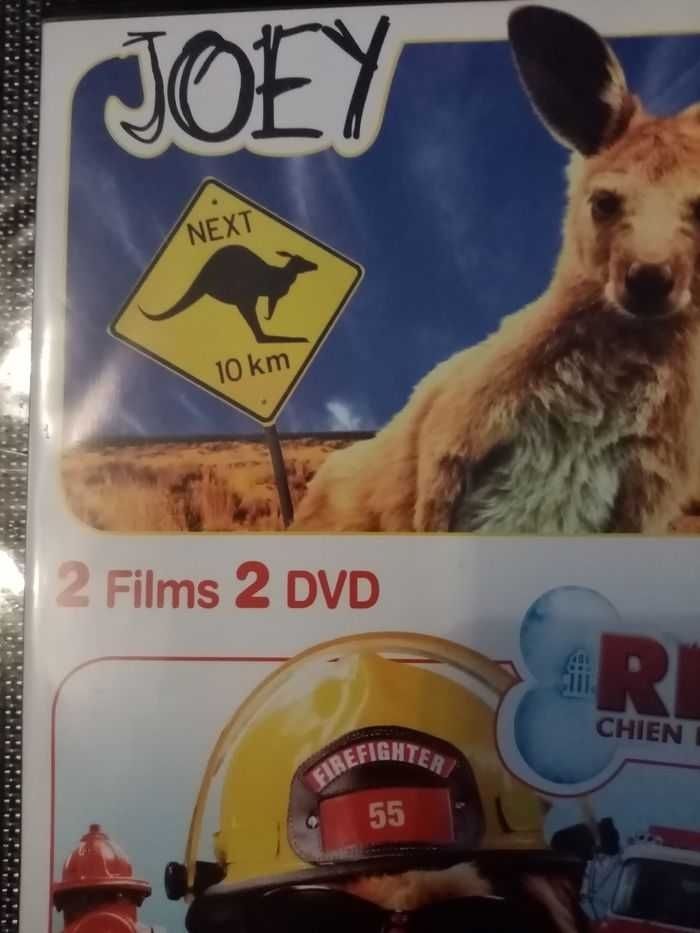 JOEY
NEXT
10 km
2 Films 2 DVD
CHIEN
FIREFIGHTER
55